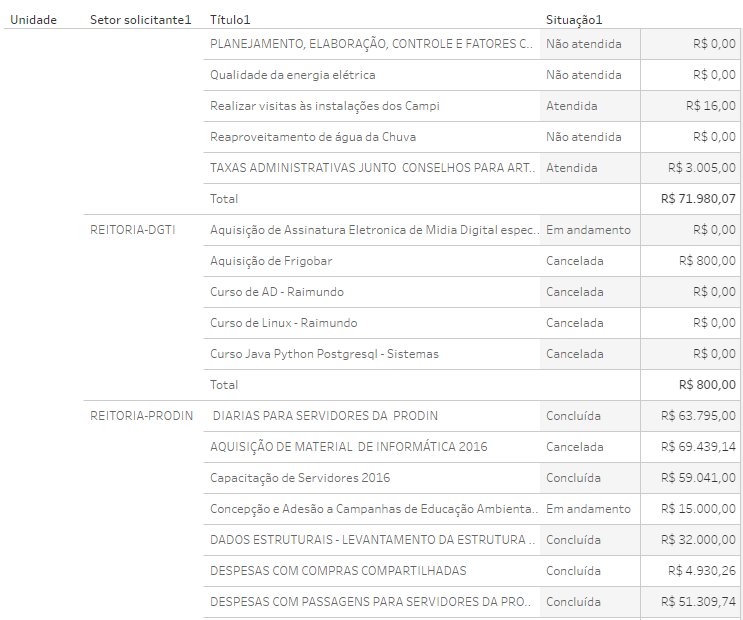 Unidade Setor solicitante1 Título1 Situação1
PLANEJAMENTO, ELABORAÇÃO, CONTROLE E FATORES C.. Não atendida R$ 0,00
Qualidade da energia elétrica Não atendida R$ 0,00
Realizar visitas às instalações dos Campi Atendida R$ 16,00
Reaproveitamento de água da Chuva Não atendida R$ 0,00
TAXAS ADMINISTRATIVAS JUNTO CONSELHOS PARA ART.. Atendida R$ 3.005,00
Total R$ 71.980,07
REITORIA-DGTI Aquisição de Assinatura Eletronica de Midia Digital espec.. Em andamento R$ 0,00
Aquisição de Frigobar Cancelada R$ 800,00
Curso de AD - Raimundo Cancelada R$ 0,00
Curso de Linux - Raimundo Cancelada R$ 0,00
Curso Java Python Postgresql - Sistemas Cancelada R$ 0,00
Total R$ 800,00
REITORIA-PRODIN DIARIAS PARA SERVIDORES DA PRODIN Concluída R$ 63.795,00
AQUISIÇÃO DE MATERIAL DE INFORMÁTICA 2016 Cancelada R$ 69.439,14
Capacitação de Servidores 2016 Concluída R$ 59.041,00
Concepção e Adesão a Campanhas de Educação Ambienta.. Em andamento R$ 15.000,00
DADOS ESTRUTURAIS - LEVANTAMENTO DA ESTRUTURA .. Concluída R$ 32.000,00
DESPESAS COM COMPRAS COMPARTILHADAS Concluída R$ 4.930,26
DESPESAS COM PASSAGENS PARA SERVIDORES DA PRO.. Concluída R$ 51.309,74